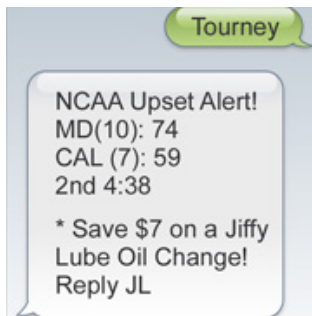 Tourney
NCAA Upset Alert!
MD(10): 74
CAL (7): 59
2nd 4:38
* Save $7 on a Jiffy
Lube Oil Change!
Reply JL